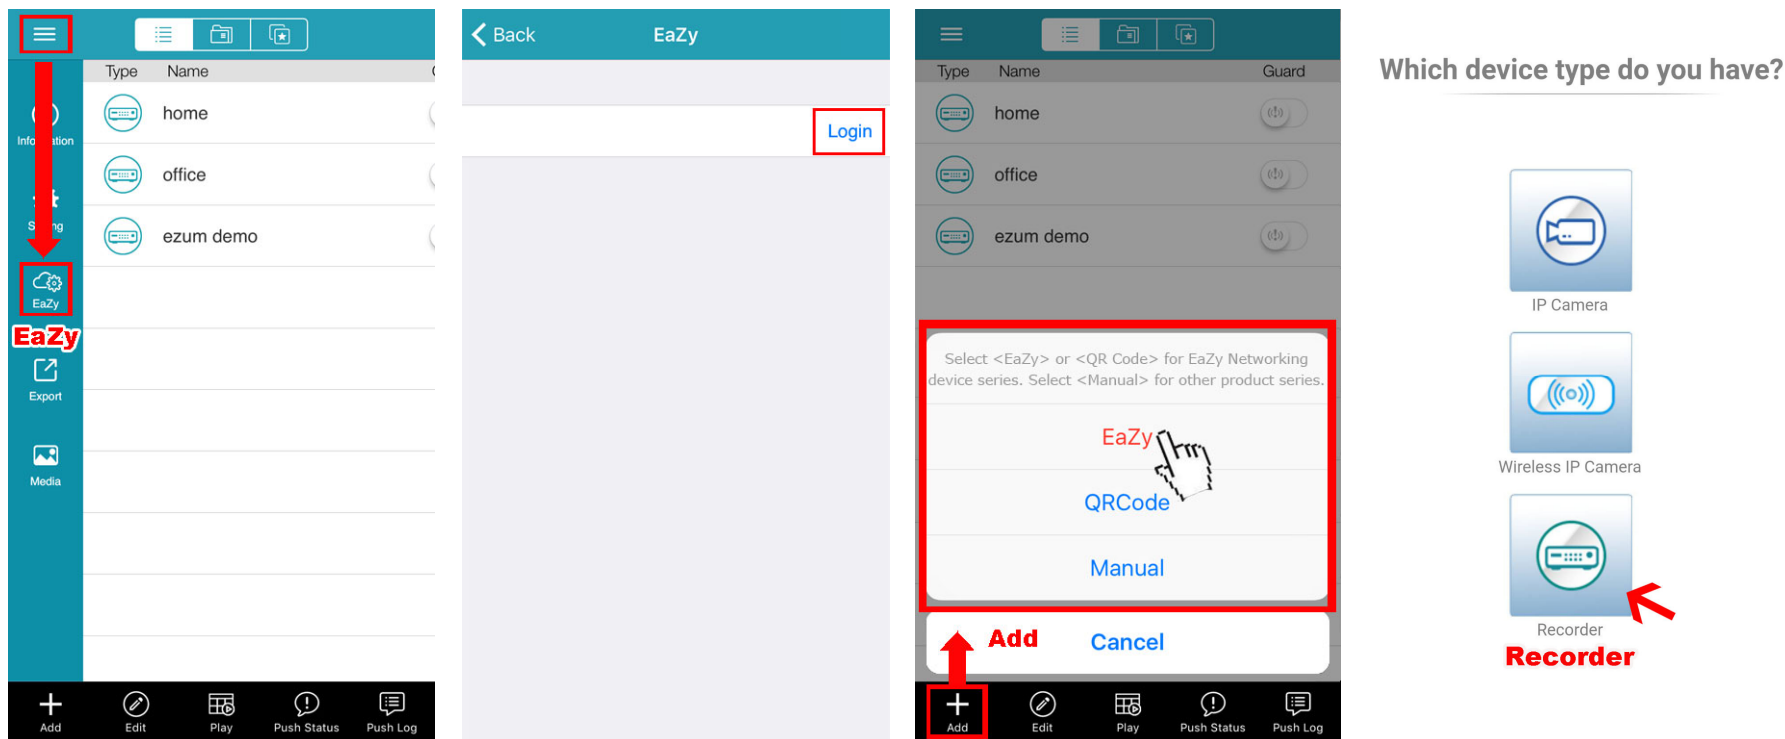 Type Name
home
Information
office
ezum demo
EaZy
EaZy
Export
Media
Add Edit Play Push Status Push Log
Back EaZy
Login
Type Name Guard
home
office
ezum demo
Select <EaZy> or <QR Code> for EaZy Networking
device series. Select <Manual> for other product series.
EaZy
QRCode
Manual
Add
Cancel
Add Edit Play Push Status Push Log
Which device type do you have?
IP Camera
Wireless IP Camera
Recorder
Recorder